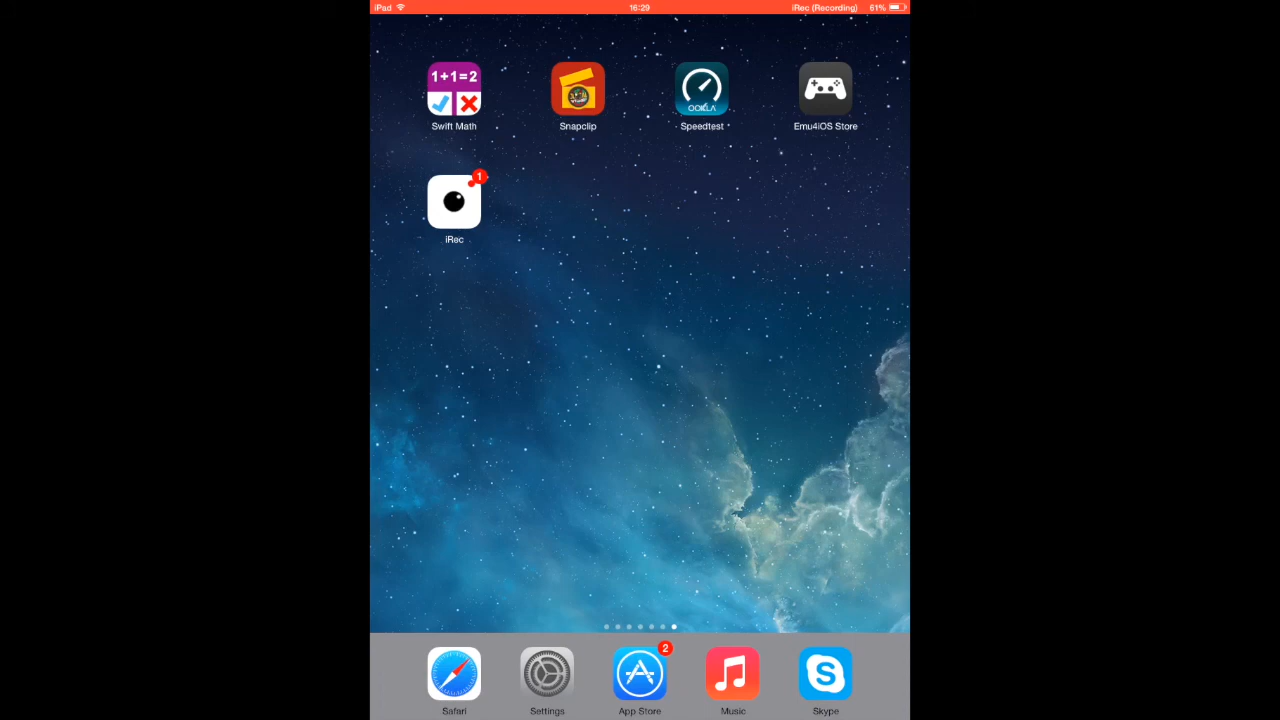 iPad 16:29 iRec (Recording) 61%
1+1=2
OOKLA
Swift Math Snapclip Speedtest Emu4iOS Store
1
iRec
2
Safari Settings App Store Music Skype